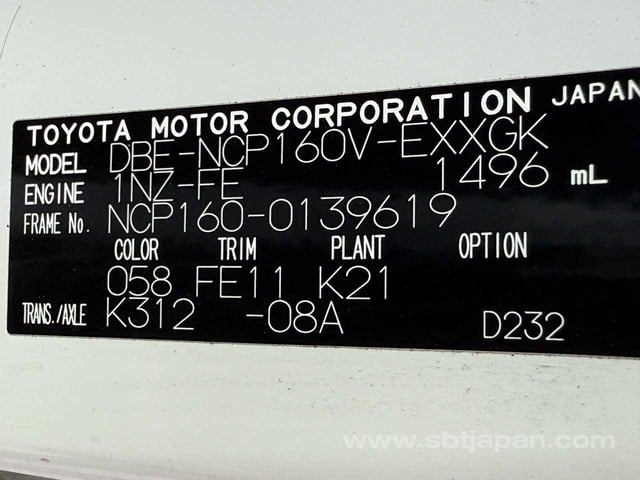 TOYOTA MOTOR CORPORATION JAPAN
MODEL DBE-NCP160V-EXXGK
ENGINE 1NZ-FE 1496 mL
FRAME No. NCP160-0139619
COLOR TRIM PLANT OPTION
058 FE11 K21
TRANS./AXLE K312 -08A D232
www.sbtjapan.com